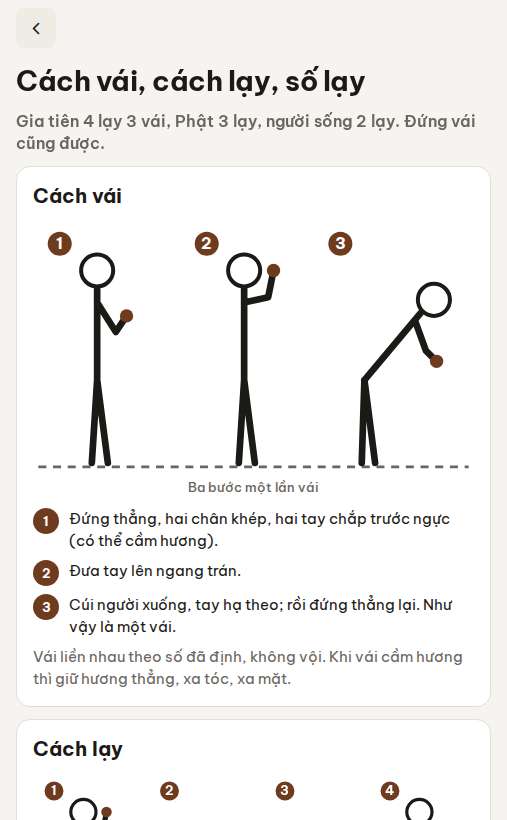 Cách vái, cách lạy, số lạy
Gia tiên 4 lạy 3 vái, Phật 3 lạy, người sống 2 lạy. Đứng vái
cũng được.
Cách vái
1 2 3
Ba bước một lần vái
1 Đứng thẳng, hai chân khép, hai tay chắp trước ngực
(có thể cầm hương).
2 Đưa tay lên ngang trán.
3 Cúi người xuống, tay hạ theo; rồi đứng thẳng lại. Như
vậy là một vái.
Vái liền nhau theo số đã định, không vội. Khi vái cầm hương
thì giữ hương thẳng, xa tóc, xa mặt.
Cách lạy
1 2 3 4